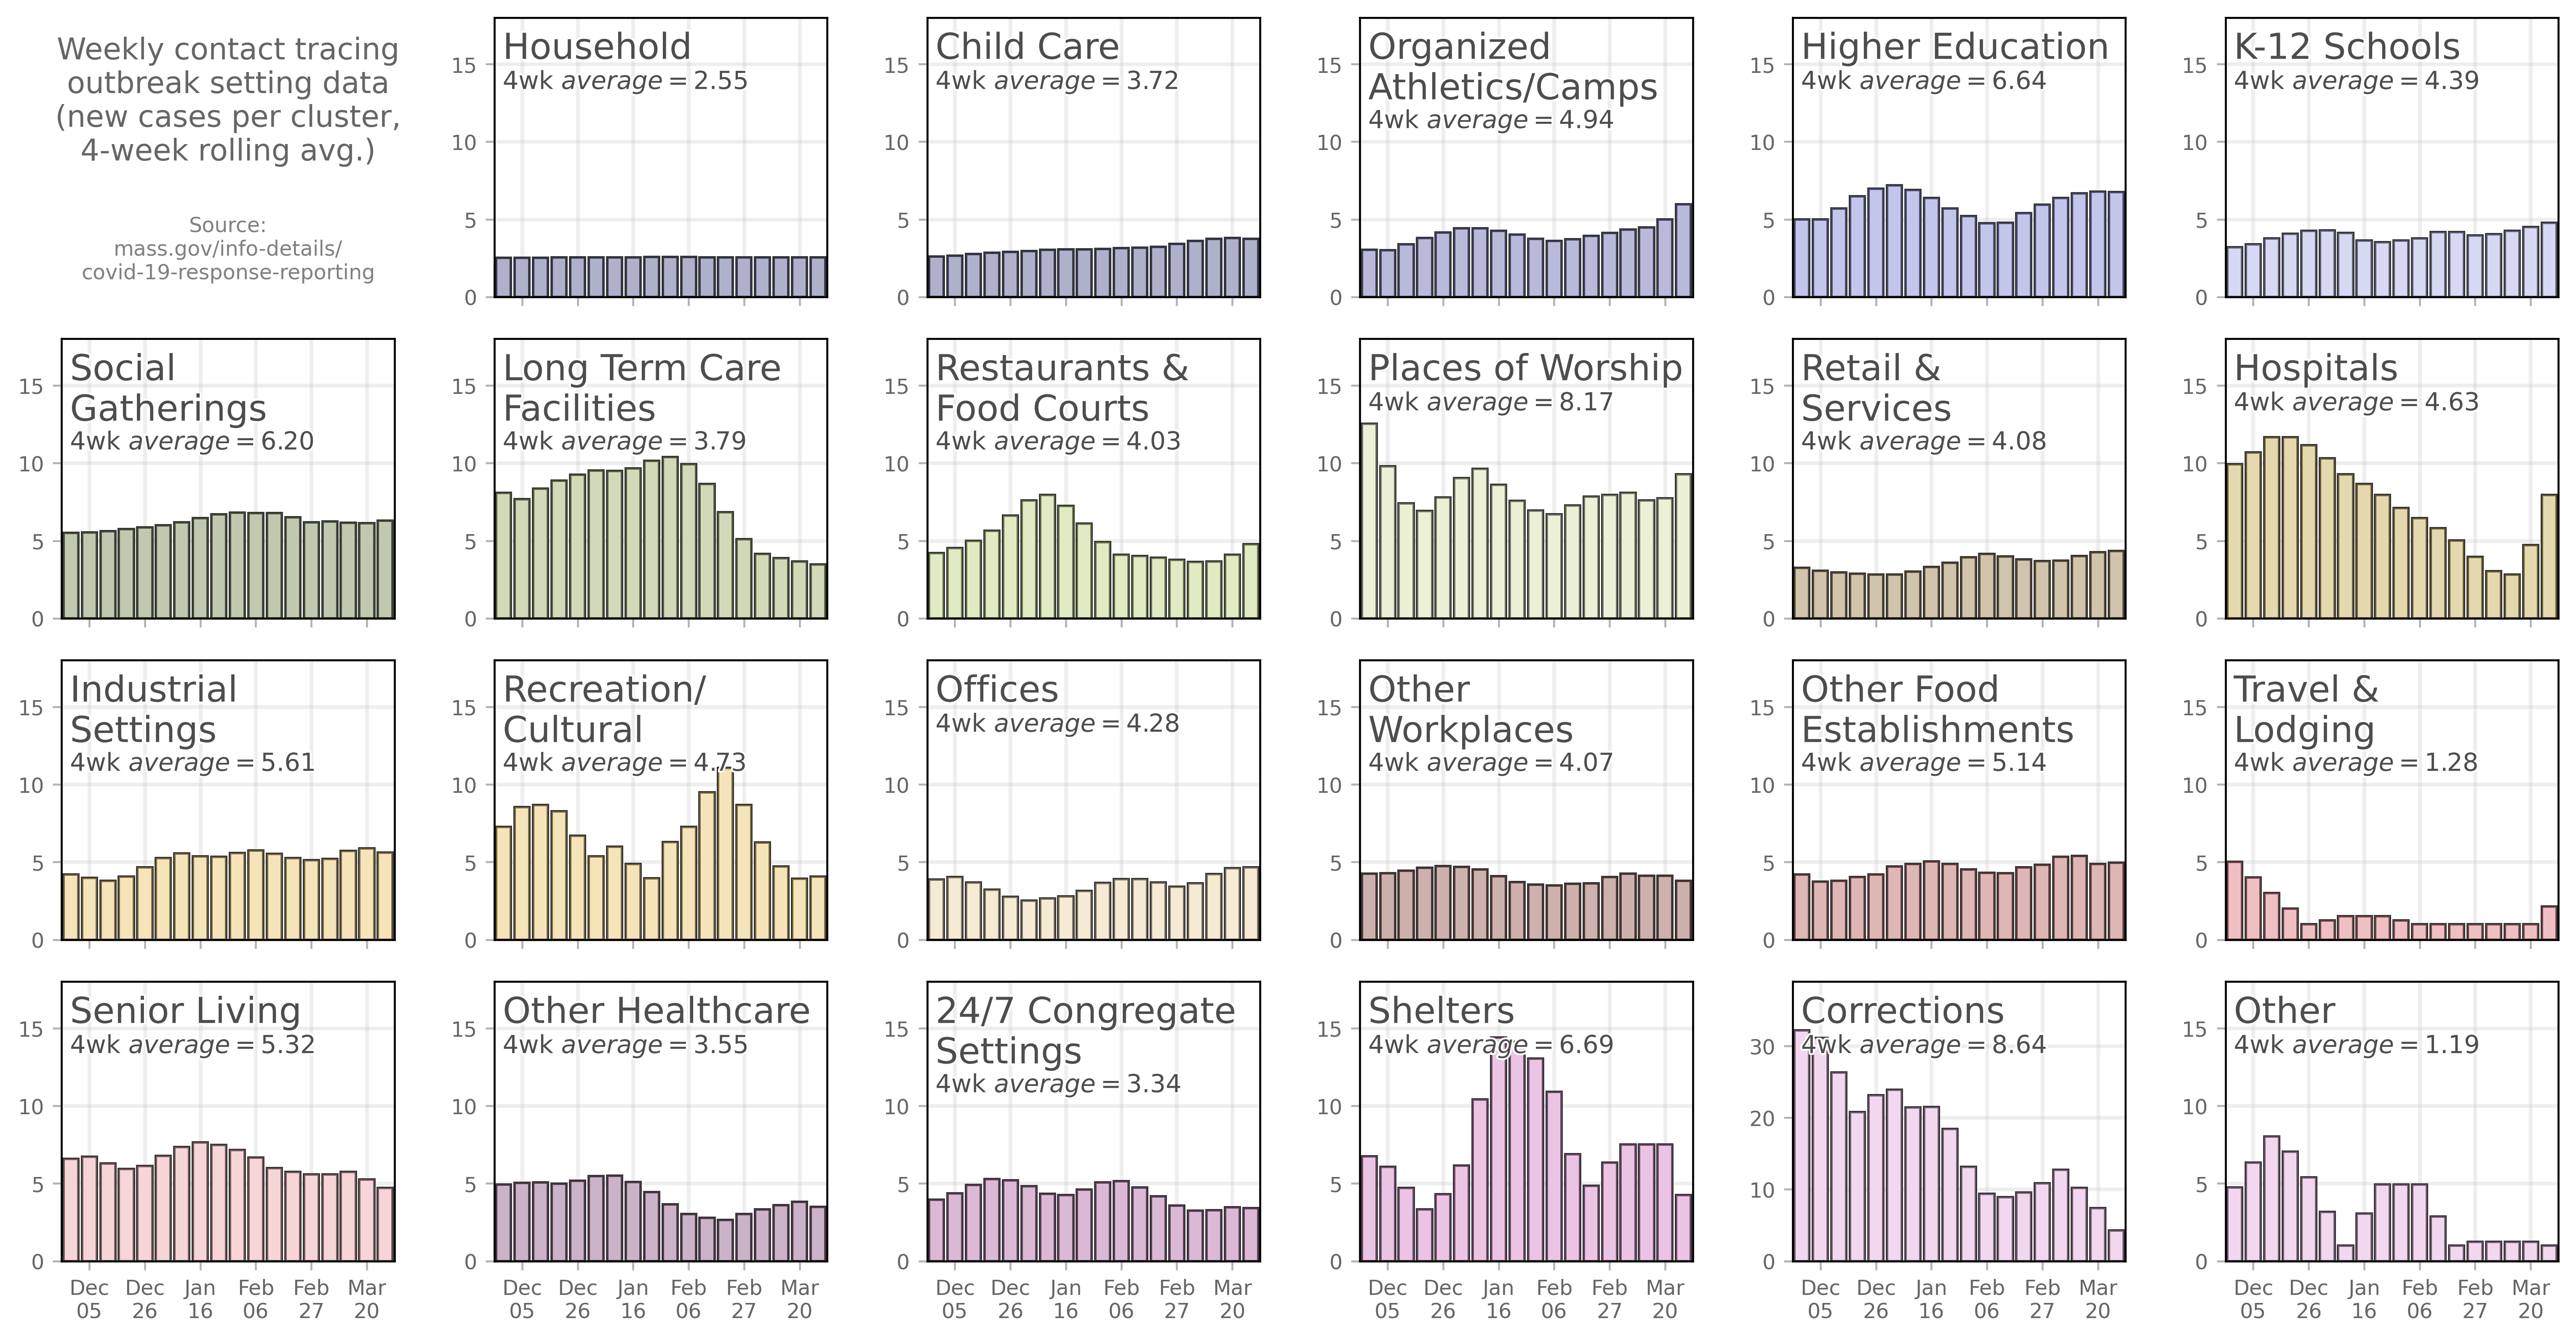 Weekly contact tracing
outbreak setting data
(new cases per cluster,
4-week rolling avg.)
Source:
mass.gov/info-details/
covid-19-response-reporting
Household
4wk average = 2.55
15
10
5
0
Child Care
4wk average = 3.72
15
10
5
0
Organized
Athletics/Camps
4wk average = 4.94
15
10
5
0
Higher Education
4wk average = 6.64
15
10
5
0
K-12 Schools
4wk average = 4.39
15
10
5
0
Social
Gatherings
4wk average = 6.20
15
10
5
0
Long Term Care
Facilities
4wk average = 3.79
15
10
5
0
Restaurants &
Food Courts
4wk average = 4.03
15
10
5
0
Places of Worship
4wk average = 8.17
15
10
5
0
Retail &
Services
4wk average = 4.08
15
10
5
0
Hospitals
4wk average = 4.63
15
10
5
0
Industrial
Settings
4wk average = 5.61
15
10
5
0
Recreation/
Cultural
4wk average = 4.73
15
10
5
0
Offices
4wk average = 4.28
15
10
5
0
Other
Workplaces
4wk average = 4.07
15
10
5
0
Other Food
Establishments
4wk average = 5.14
15
10
5
0
Travel &
Lodging
4wk average = 1.28
15
10
5
0
Senior Living
4wk average = 5.32
15
10
5
0
Dec
05
Dec
26
Jan
16
Feb
06
Feb
27
Mar
20
Other Healthcare
4wk average = 3.55
15
10
5
0
Dec
05
Dec
26
Jan
16
Feb
06
Feb
27
Mar
20
24/7 Congregate
Settings
4wk average = 3.34
15
10
5
0
Dec
05
Dec
26
Jan
16
Feb
06
Feb
27
Mar
20
Shelters
4wk average = 6.69
15
10
5
0
Dec
05
Dec
26
Jan
16
Feb
06
Feb
27
Mar
20
Corrections
4wk average = 8.64
30
20
10
0
Dec
05
Dec
26
Jan
16
Feb
06
Feb
27
Mar
20
Other
4wk average = 1.19
15
10
5
0
Dec
05
Dec
26
Jan
16
Feb
06
Feb
27
Mar
20